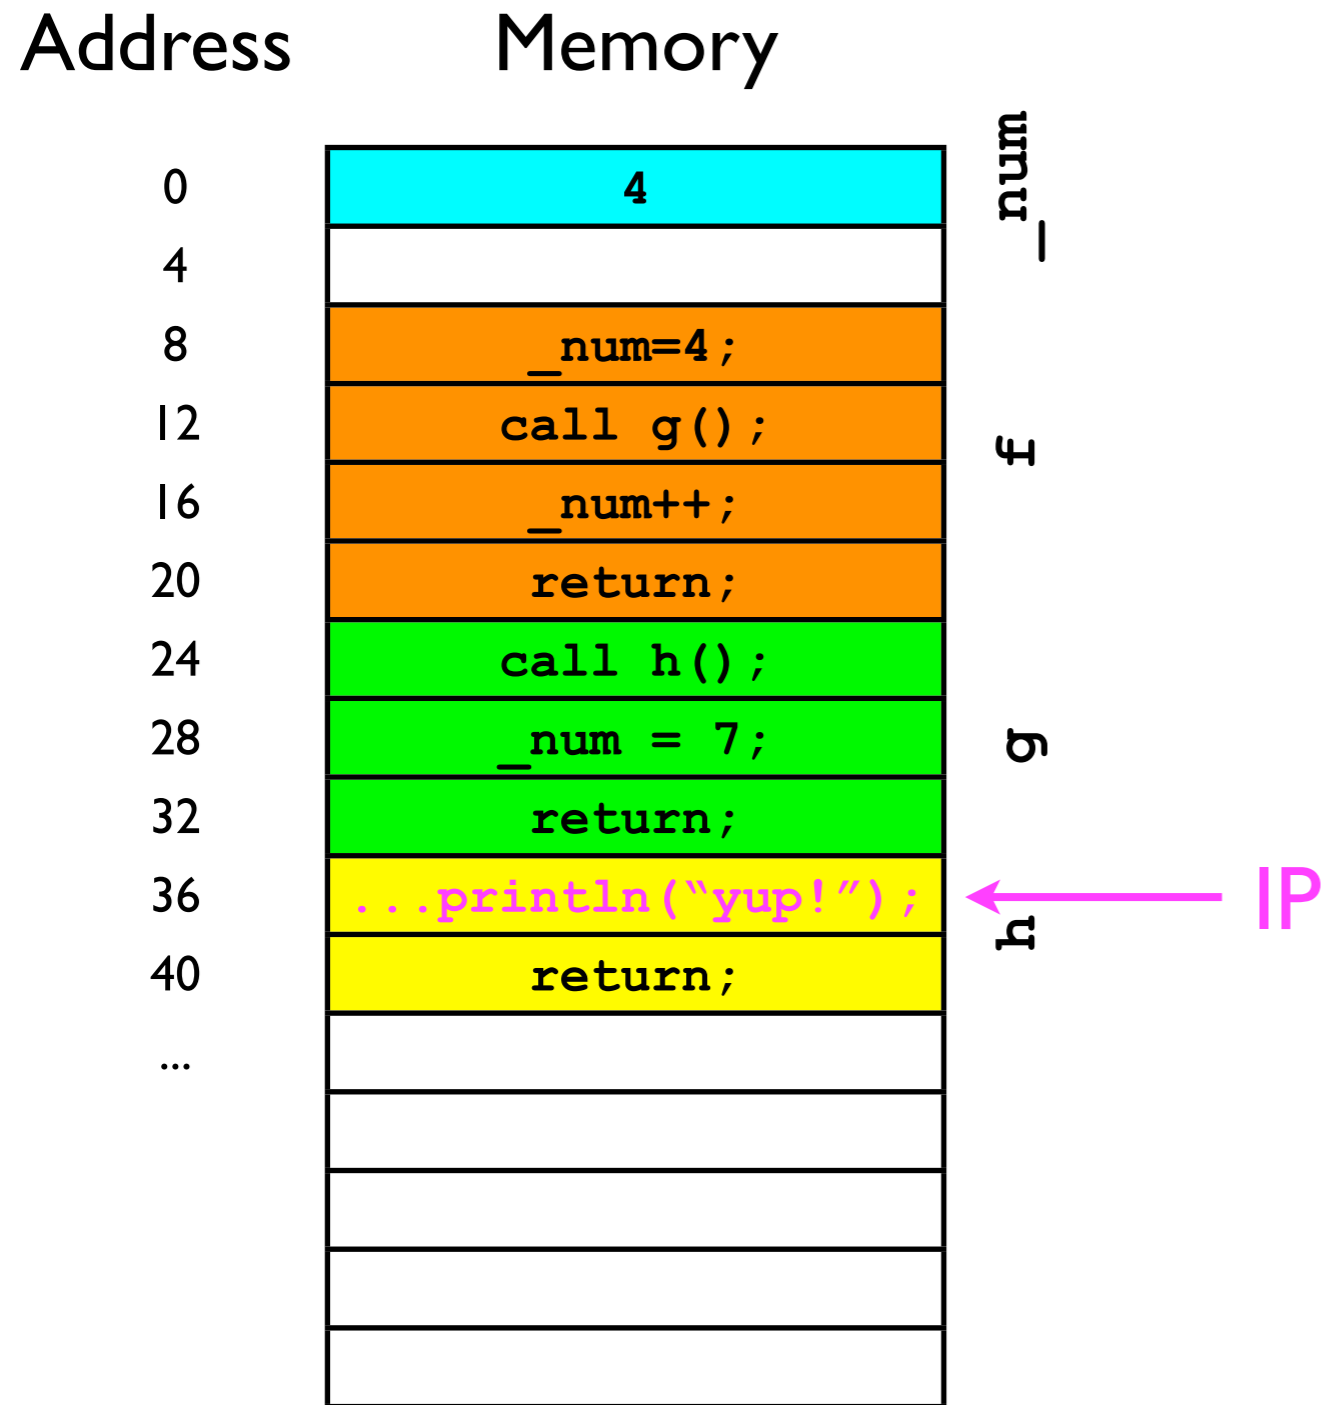 Address Memory
_num
0 4
4
8 _num=4;
12 call g();
f
16 _num++;
20 return;
24 call h();
28 _num = 7;
g
32 return;
36 ...println(“yup!”); IP
h
40 return;
...